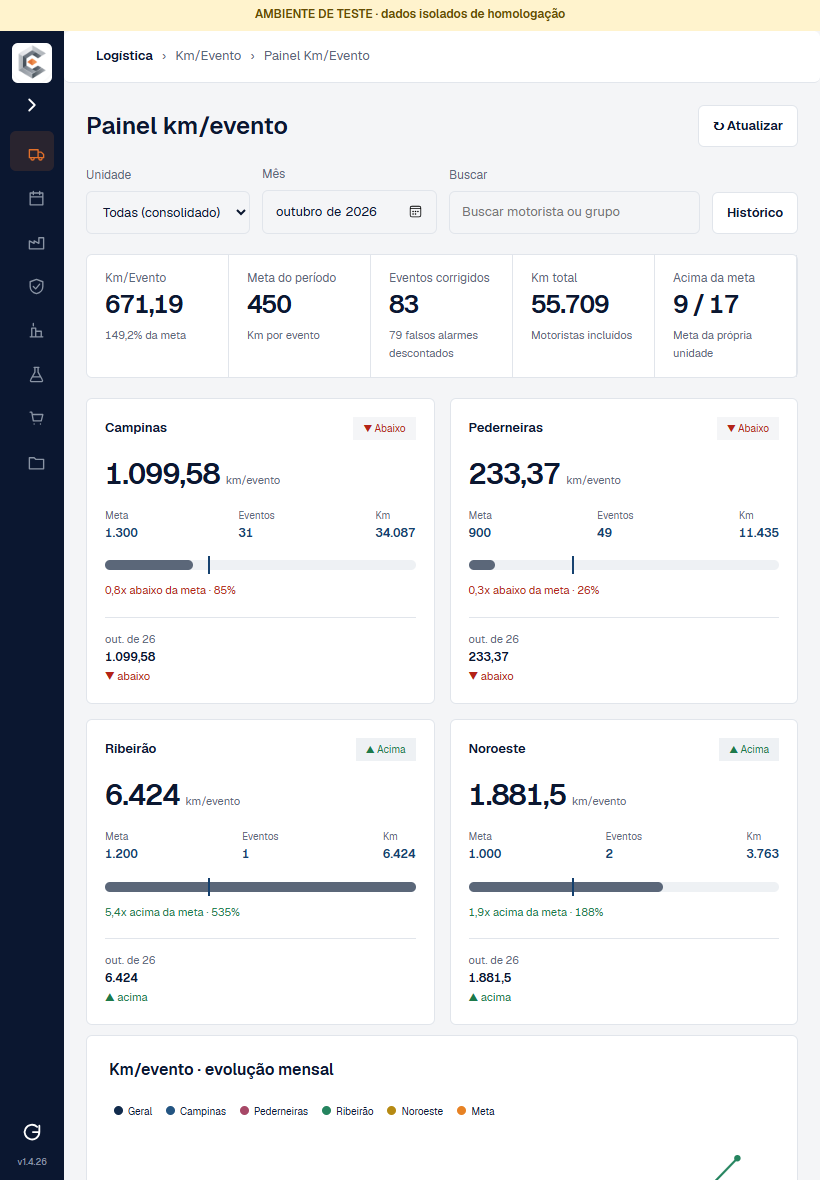 AMBIENTE DE TESTE · dados isolados de homologação
Logística › Km/Evento › Painel Km/Evento
Painel km/evento
↻ Atualizar
Unidade
Todas (consolidado)
Mês
outubro de 2026
Buscar
Buscar motorista ou grupo
Histórico
Km/Evento
671,19
149,2% da meta
Meta do período
450
Km por evento
Eventos corrigidos
83
79 falsos alarmes
descontados
Km total
55.709
Motoristas incluídos
Acima da meta
9 / 17
Meta da própria
unidade
Campinas
▼ Abaixo
1.099,58 km/evento
Meta Eventos Km
1.300 31 34.087
0,8x abaixo da meta · 85%
out. de 26
1.099,58
▼ abaixo
Pederneiras
▼ Abaixo
233,37 km/evento
Meta Eventos Km
900 49 11.435
0,3x abaixo da meta · 26%
out. de 26
233,37
▼ abaixo
Ribeirão
▲ Acima
6.424 km/evento
Meta Eventos Km
1.200 1 6.424
5,4x acima da meta · 535%
out. de 26
6.424
▲ acima
Noroeste
▲ Acima
1.881,5 km/evento
Meta Eventos Km
1.000 2 3.763
1,9x acima da meta · 188%
out. de 26
1.881,5
▲ acima
Km/evento · evolução mensal
Geral Campinas Pederneiras Ribeirão Noroeste Meta
v1.4.26